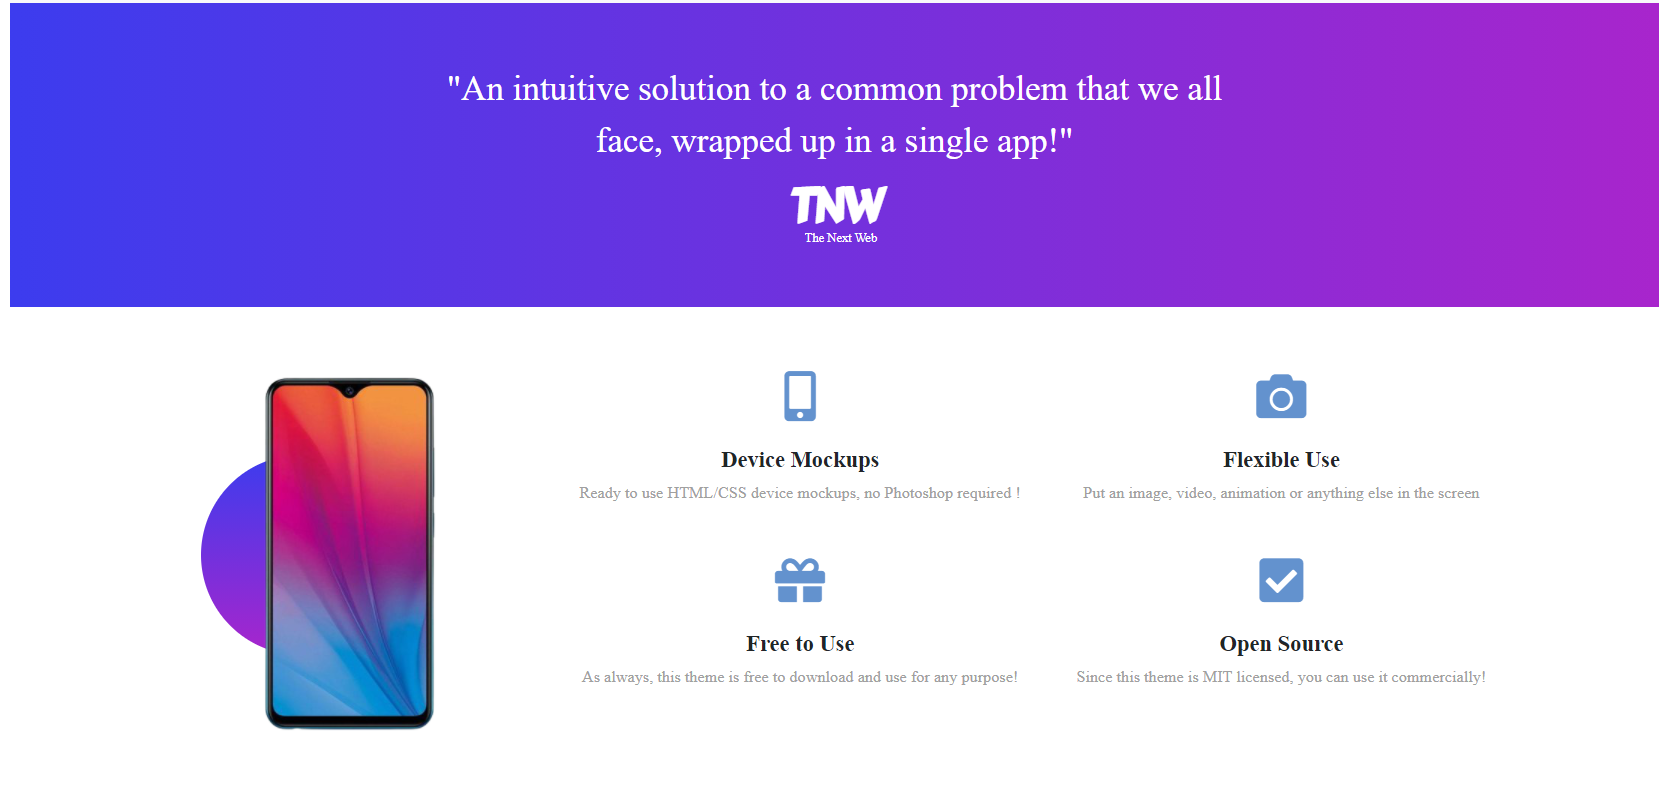 "An intuitive solution to a common problem that we all
face, wrapped up in a single app!"
TNW
The Next Web
Device Mockups
Ready to use HTML/CSS device mockups, no Photoshop required !
Flexible Use
Put an image, video, animation or anything else in the screen
Free to Use
As always, this theme is free to download and use for any purpose!
Open Source
Since this theme is MIT licensed, you can use it commercially!